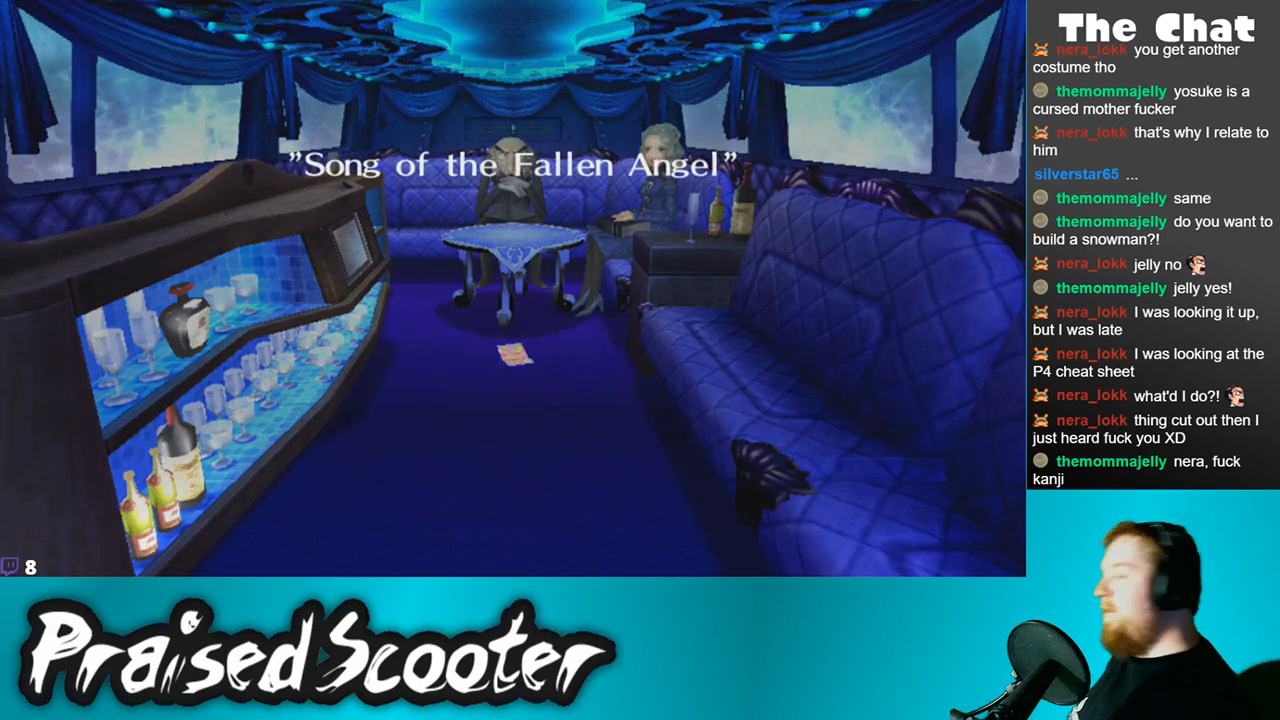 "Song of the Fallen Angel"
The Chat
nera_lokk you get another
costume tho
themommajelly yosuke is a
cursed mother fucker
nera_lokk that's why I relate to
him
silverstar65 ...
themommajelly same
themommajelly do you want to
build a snowman?!
nera_lokk jelly no
themommajelly jelly yes!
nera_lokk I was looking it up,
but I was late
nera_lokk I was looking at the
P4 cheat sheet
nera_lokk what'd I do?!
nera_lokk thing cut out then I
just heard fuck you XD
themommajelly nera, fuck
kanji
8
PraisedScooter